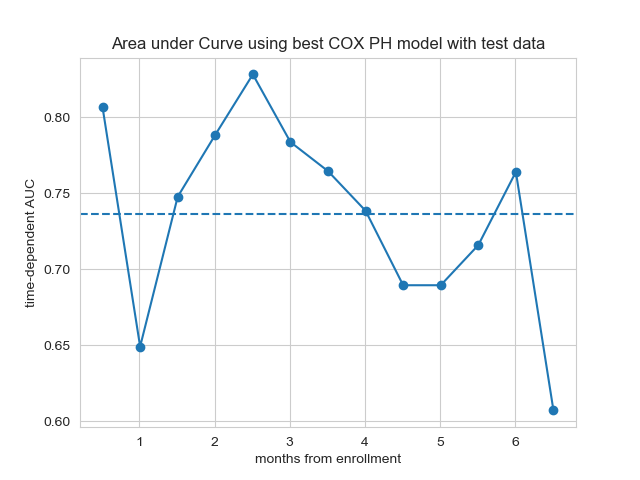 Area under Curve using best COX PH model with test data
time-dependent AUC
0.80
0.75
0.70
0.65
0.60
1 2 3 4 5 6
months from enrollment